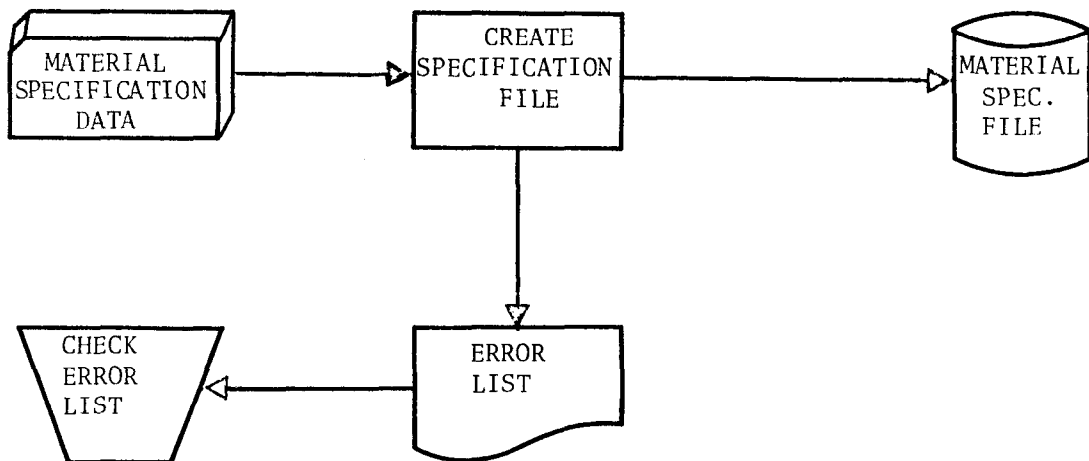 MATERIAL
SPECIFICATION
DATA
CREATE
SPECIFICATION
FILE
MATERIAL
SPEC.
FILE
CHECK
ERROR
LIST
ERROR
LIST